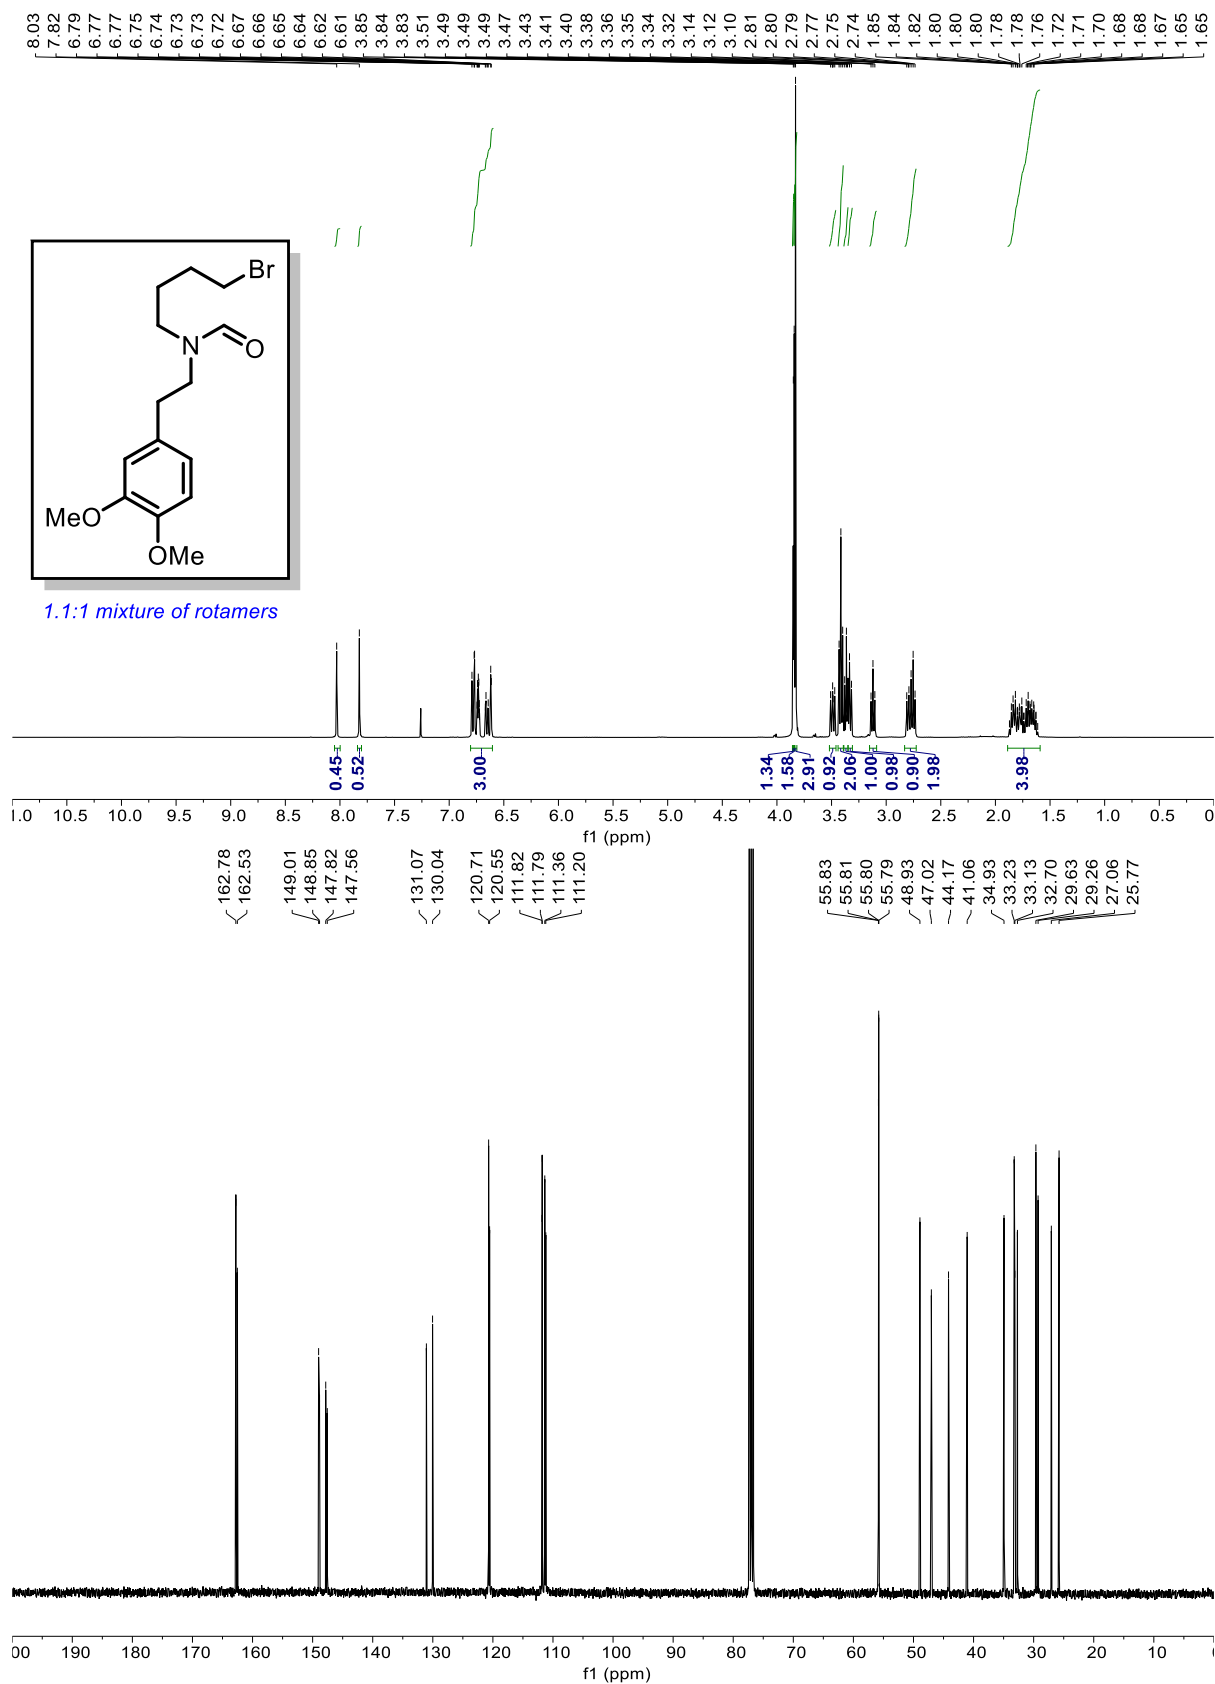 8.03 7.82 6.79 6.77 6.77 6.75 6.74 6.73 6.73 6.72 6.67 6.66 6.65 6.64 6.62 6.61 3.85 3.84 3.83 3.51 3.49 3.49 3.49 3.47 3.43 3.41 3.40 3.38 3.36 3.35 3.34 3.34 3.32 3.14 3.12 3.10 2.81 2.80 2.79 2.77 2.75 2.74 1.85 1.84 1.82 1.80 1.80 1.80 1.78 1.78 1.76 1.72 1.71 1.70 1.68 1.68 1.67 1.65 1.65
Br
N
O
MeO
OMe
1.1:1 mixture of rotamers
0.45 0.52 3.00 1.34 1.58 2.91 0.92 2.06 1.00 0.98 0.90 1.98 3.98
1.0 10.5 10.0 9.5 9.0 8.5 8.0 7.5 7.0 6.5 6.0 5.5 5.0 4.5 4.0 3.5 3.0 2.5 2.0 1.5 1.0 0.5 0
f1 (ppm)
162.78 162.53 149.01 148.85 147.82 147.56 131.07 130.04 120.71 120.55 111.82 111.79 111.36 111.20 55.83 55.81 55.80 55.79 48.93 47.02 44.17 41.06 34.93 33.23 33.13 32.70 29.63 29.26 27.06 25.77
00 190 180 170 160 150 140 130 120 110 100 90 80 70 60 50 40 30 20 10
f1 (ppm)